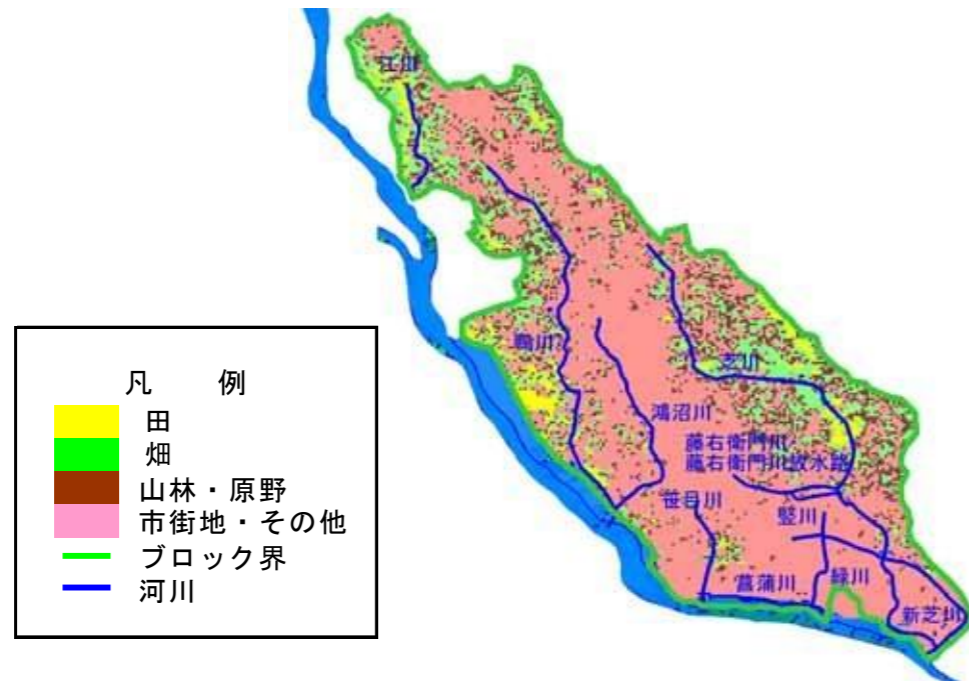 江川
鴨川
芝川
鴻沼川
藤右衛門川
藤右衛門川放水路
笹目川
竪川
菖蒲川
緑川
新芝川
凡 例
田
畑
山林・原野
市街地・その他
ブロック界
河川